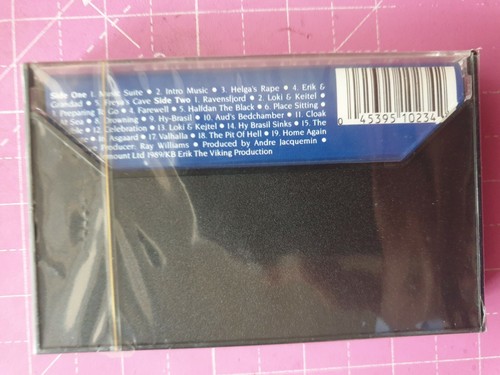 Side One 1. Music Suite • 2. Intro Music • 3. Helga's Rape • 4. Erik &
Grandad • 5. Freya's Cave Side Two 1. Ravensfjord • 2. Loki & Keitel •
Preparing To Go • 4. Farewell • 5. Halfdan The Black • 6. Place Sitting •
At Sea • 8. Drowning • 9. Hy-Brasil • 10. Aud's Bedchamber • 11. Cloak
• 12. Celebration • 13. Loki & Keitel • 14. Hy Brasil Sinks • 15. The
Asgaard • 17. Valhalla • 18. The Pit Of Hell • 19. Home Again
Producer: Ray Williams • Produced by Andre Jacquemin •
Ltd 1989/KB Erik The Viking Production
0 45395 10234